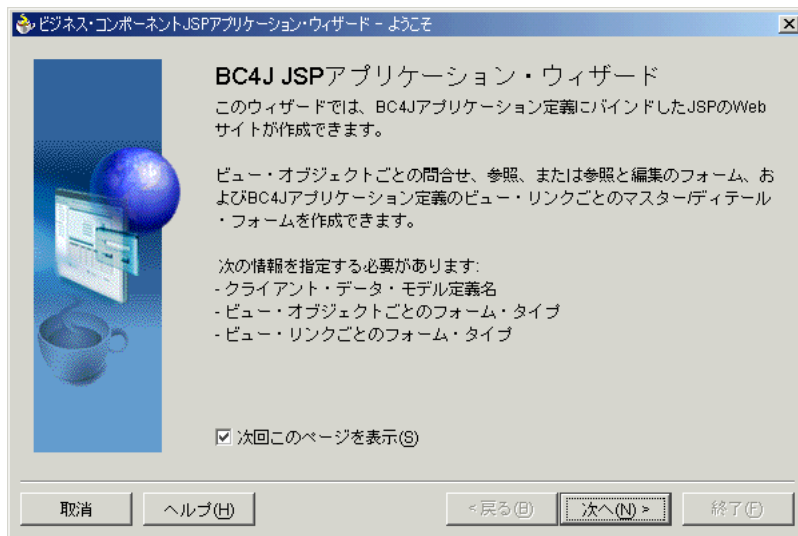 ビジネス・コンポーネントJSPアプリケーション・ウィザード - ようこそ
BC4J JSPアプリケーション・ウィザード
このウィザードでは、BC4Jアプリケーション定義にバインドしたJSPのWeb
サイトが作成できます。
ビュー・オブジェクトごとの問合せ、参照、または参照と編集のフォーム、お
よびBC4Jアプリケーション定義のビュー・リンクごとのマスター/ディテール
・フォームを作成できます。
次の情報を指定する必要があります:
- クライアント・データ・モデル定義名
- ビュー・オブジェクトごとのフォーム・タイプ
- ビュー・リンクごとのフォーム・タイプ
次回このページを表示(S)
取消
ヘルプ(H)
<戻る(B)
次へ(N) >
終了(F)